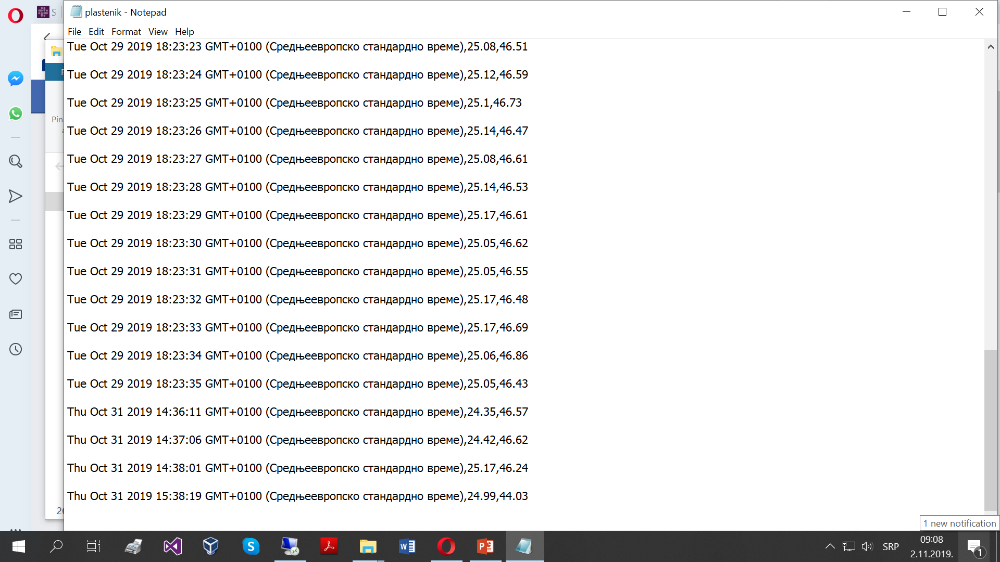 S
plastenik - Notepad
File Edit Format View Help
Tue Oct 29 2019 18:23:23 GMT+0100 (Средњеевропско стандардно време),25.08,46.51
Tue Oct 29 2019 18:23:24 GMT+0100 (Средњеевропско стандардно време),25.12,46.59
Tue Oct 29 2019 18:23:25 GMT+0100 (Средњеевропско стандардно време),25.1,46.73
Tue Oct 29 2019 18:23:26 GMT+0100 (Средњеевропско стандардно време),25.14,46.47
Tue Oct 29 2019 18:23:27 GMT+0100 (Средњеевропско стандардно време),25.08,46.61
Tue Oct 29 2019 18:23:28 GMT+0100 (Средњеевропско стандардно време),25.14,46.53
Tue Oct 29 2019 18:23:29 GMT+0100 (Средњеевропско стандардно време),25.17,46.61
Tue Oct 29 2019 18:23:30 GMT+0100 (Средњеевропско стандардно време),25.05,46.62
Tue Oct 29 2019 18:23:31 GMT+0100 (Средњеевропско стандардно време),25.05,46.55
Tue Oct 29 2019 18:23:32 GMT+0100 (Средњеевропско стандардно време),25.17,46.48
Tue Oct 29 2019 18:23:33 GMT+0100 (Средњеевропско стандардно време),25.17,46.69
Tue Oct 29 2019 18:23:34 GMT+0100 (Средњеевропско стандардно време),25.06,46.86
Tue Oct 29 2019 18:23:35 GMT+0100 (Средњеевропско стандардно време),25.05,46.43
Thu Oct 31 2019 14:36:11 GMT+0100 (Средњеевропско стандардно време),24.35,46.57
Thu Oct 31 2019 14:37:06 GMT+0100 (Средњеевропско стандардно време),24.42,46.62
Thu Oct 31 2019 14:38:01 GMT+0100 (Средњеевропско стандардно време),25.17,46.24
Thu Oct 31 2019 15:38:19 GMT+0100 (Средњеевропско стандардно време),24.99,44.03
Pin
1 new notification
SRP
09:08
2.11.2019.
1